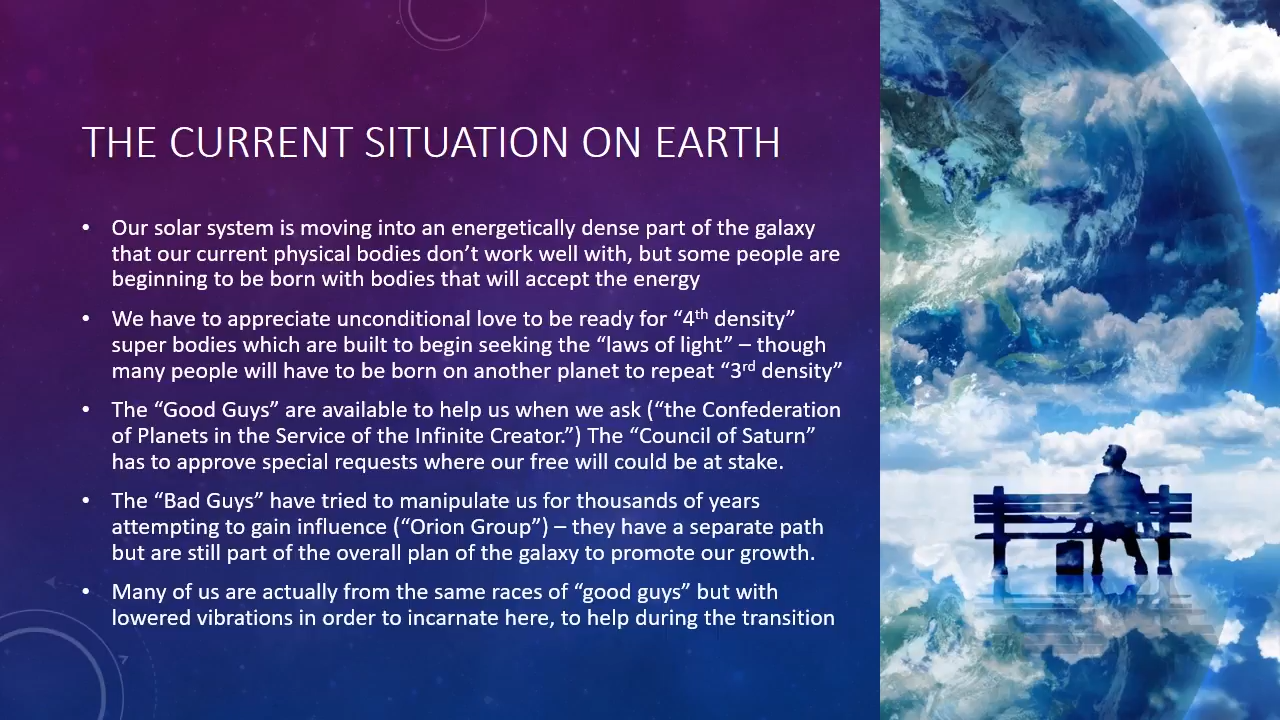 THE CURRENT SITUATION ON EARTH
• Our solar system is moving into an energetically dense part of the galaxy
that our current physical bodies don’t work well with, but some people are
beginning to be born with bodies that will accept the energy
• We have to appreciate unconditional love to be ready for “4th density”
super bodies which are built to begin seeking the “laws of light” – though
many people will have to be born on another planet to repeat “3rd density”
• The “Good Guys” are available to help us when we ask (“the Confederation
of Planets in the Service of the Infinite Creator.”) The “Council of Saturn”
has to approve special requests where our free will could be at stake.
• The “Bad Guys” have tried to manipulate us for thousands of years
attempting to gain influence (“Orion Group”) – they have a separate path
but are still part of the overall plan of the galaxy to promote our growth.
• Many of us are actually from the same races of “good guys” but with
lowered vibrations in order to incarnate here, to help during the transition